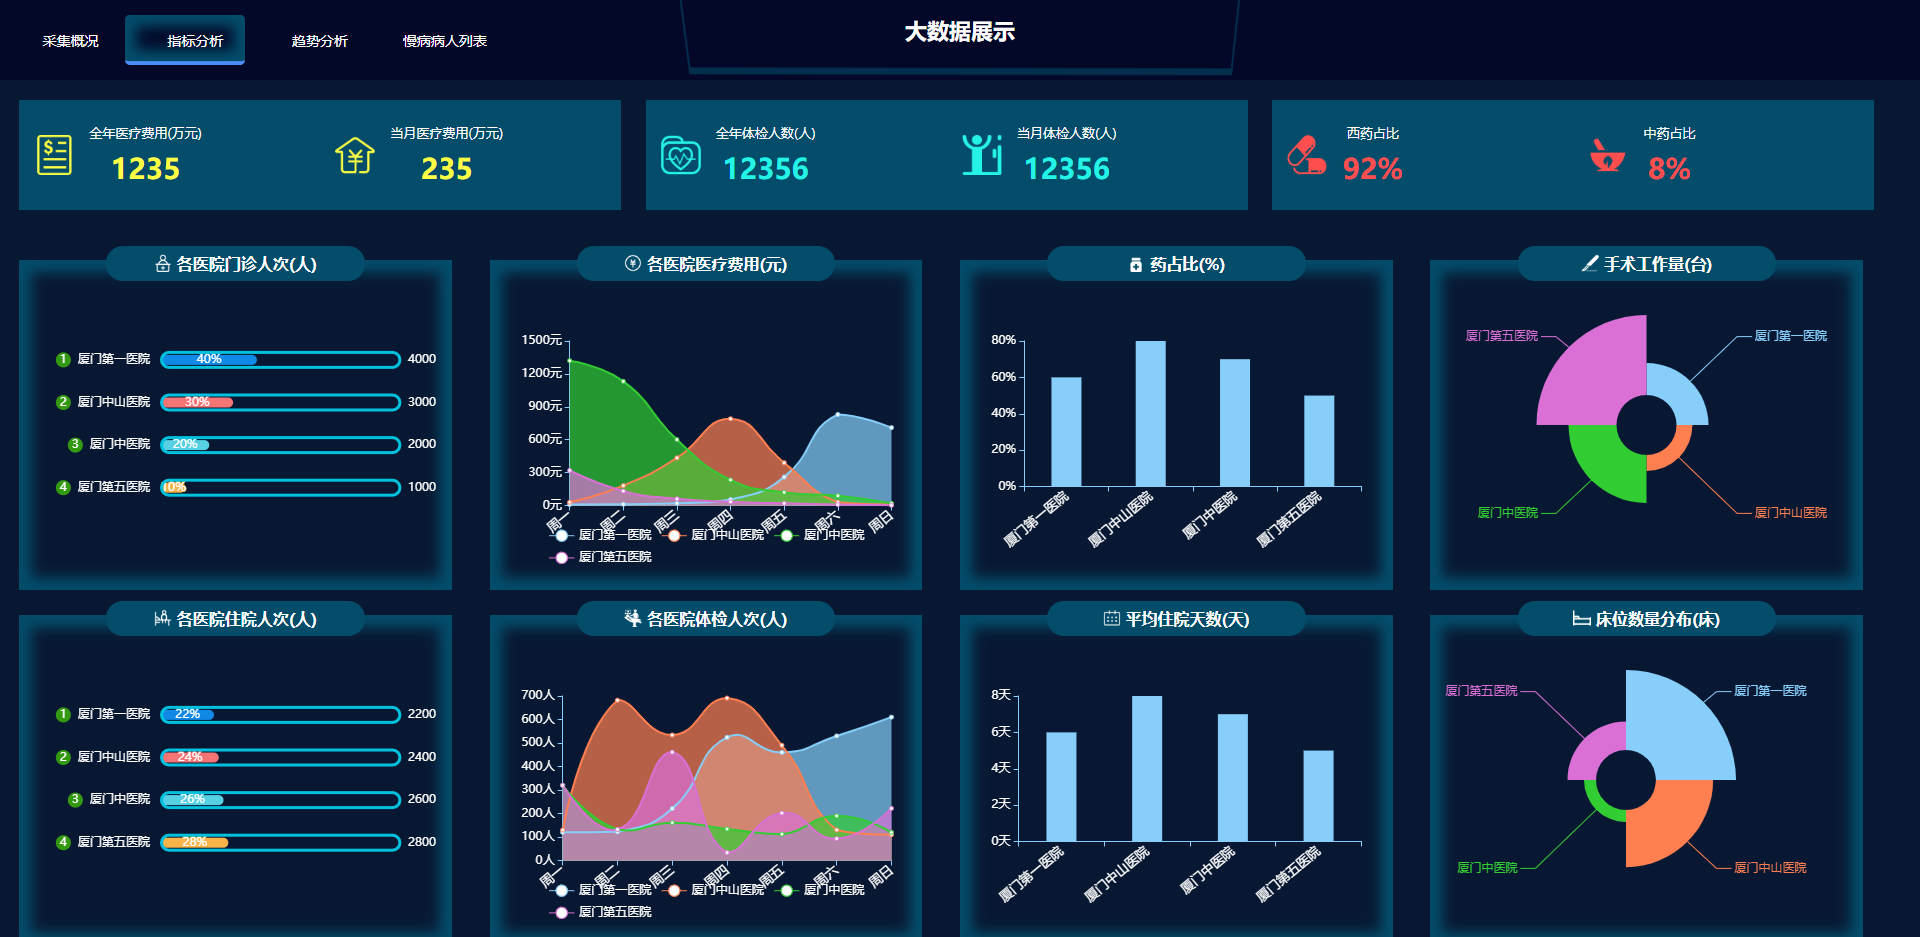 采集概况
指标分析
趋势分析
慢病病人列表
大数据展示
全年医疗费用(万元)
1235
当月医疗费用(万元)
235
全年体检人数(人)
12356
当月体检人数(人)
12356
西药占比
92%
中药占比
8%
各医院门诊人次(人)
1 厦门第一医院 40% 4000
2 厦门中山医院 30% 3000
3 厦门中医院 20% 2000
4 厦门第五医院 10% 1000
各医院医疗费用(元)
1500元
1200元
900元
600元
300元
0元
周一 周二 周三 周四 周五 周六 周日
厦门第一医院 厦门中山医院 厦门中医院
厦门第五医院
药占比(%)
80%
60%
40%
20%
0%
厦门第一医院 厦门中山医院 厦门中医院 厦门第五医院
手术工作量(台)
厦门第五医院 厦门第一医院
厦门中医院 厦门中山医院
各医院住院人次(人)
1 厦门第一医院 22% 2200
2 厦门中山医院 24% 2400
3 厦门中医院 26% 2600
4 厦门第五医院 28% 2800
各医院体检人次(人)
700人
600人
500人
400人
300人
200人
100人
0人
周一 周二 周三 周四 周五 周六 周日
厦门第一医院 厦门中山医院 厦门中医院
厦门第五医院
平均住院天数(天)
8天
6天
4天
2天
0天
厦门第一医院 厦门中山医院 厦门中医院 厦门第五医院
床位数量分布(床)
厦门第五医院 厦门第一医院
厦门中医院 厦门中山医院